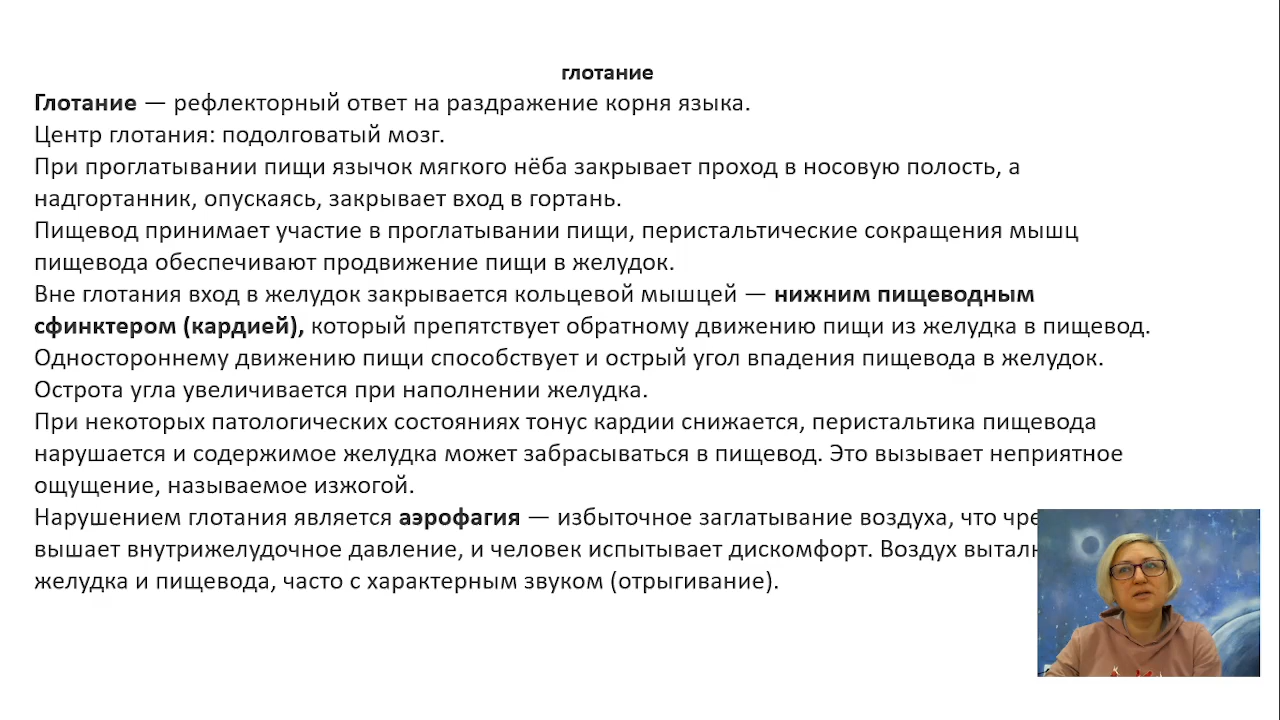 глотание
Глотание — рефлекторный ответ на раздражение корня языка.
Центр глотания: подолговатый мозг.
При проглатывании пищи язычок мягкого нёба закрывает проход в носовую полость, а
надгортанник, опускаясь, закрывает вход в гортань.
Пищевод принимает участие в проглатывании пищи, перистальтические сокращения мышц
пищевода обеспечивают продвижение пищи в желудок.
Вне глотания вход в желудок закрывается кольцевой мышцей — нижним пищеводным
сфинктером (кардией), который препятствует обратному движению пищи из желудка в пищевод.
Одностороннему движению пищи способствует и острый угол впадения пищевода в желудок.
Острота угла увеличивается при наполнении желудка.
При некоторых патологических состояниях тонус кардии снижается, перистальтика пищевода
нарушается и содержимое желудка может забрасываться в пищевод. Это вызывает неприятное
ощущение, называемое изжогой.
Нарушением глотания является аэрофагия — избыточное заглатывание воздуха, что
вышает внутрижелудочное давление, и человек испытывает дискомфорт. Воздух
желудка и пищевода, часто с характерным звуком (отрыгивание).